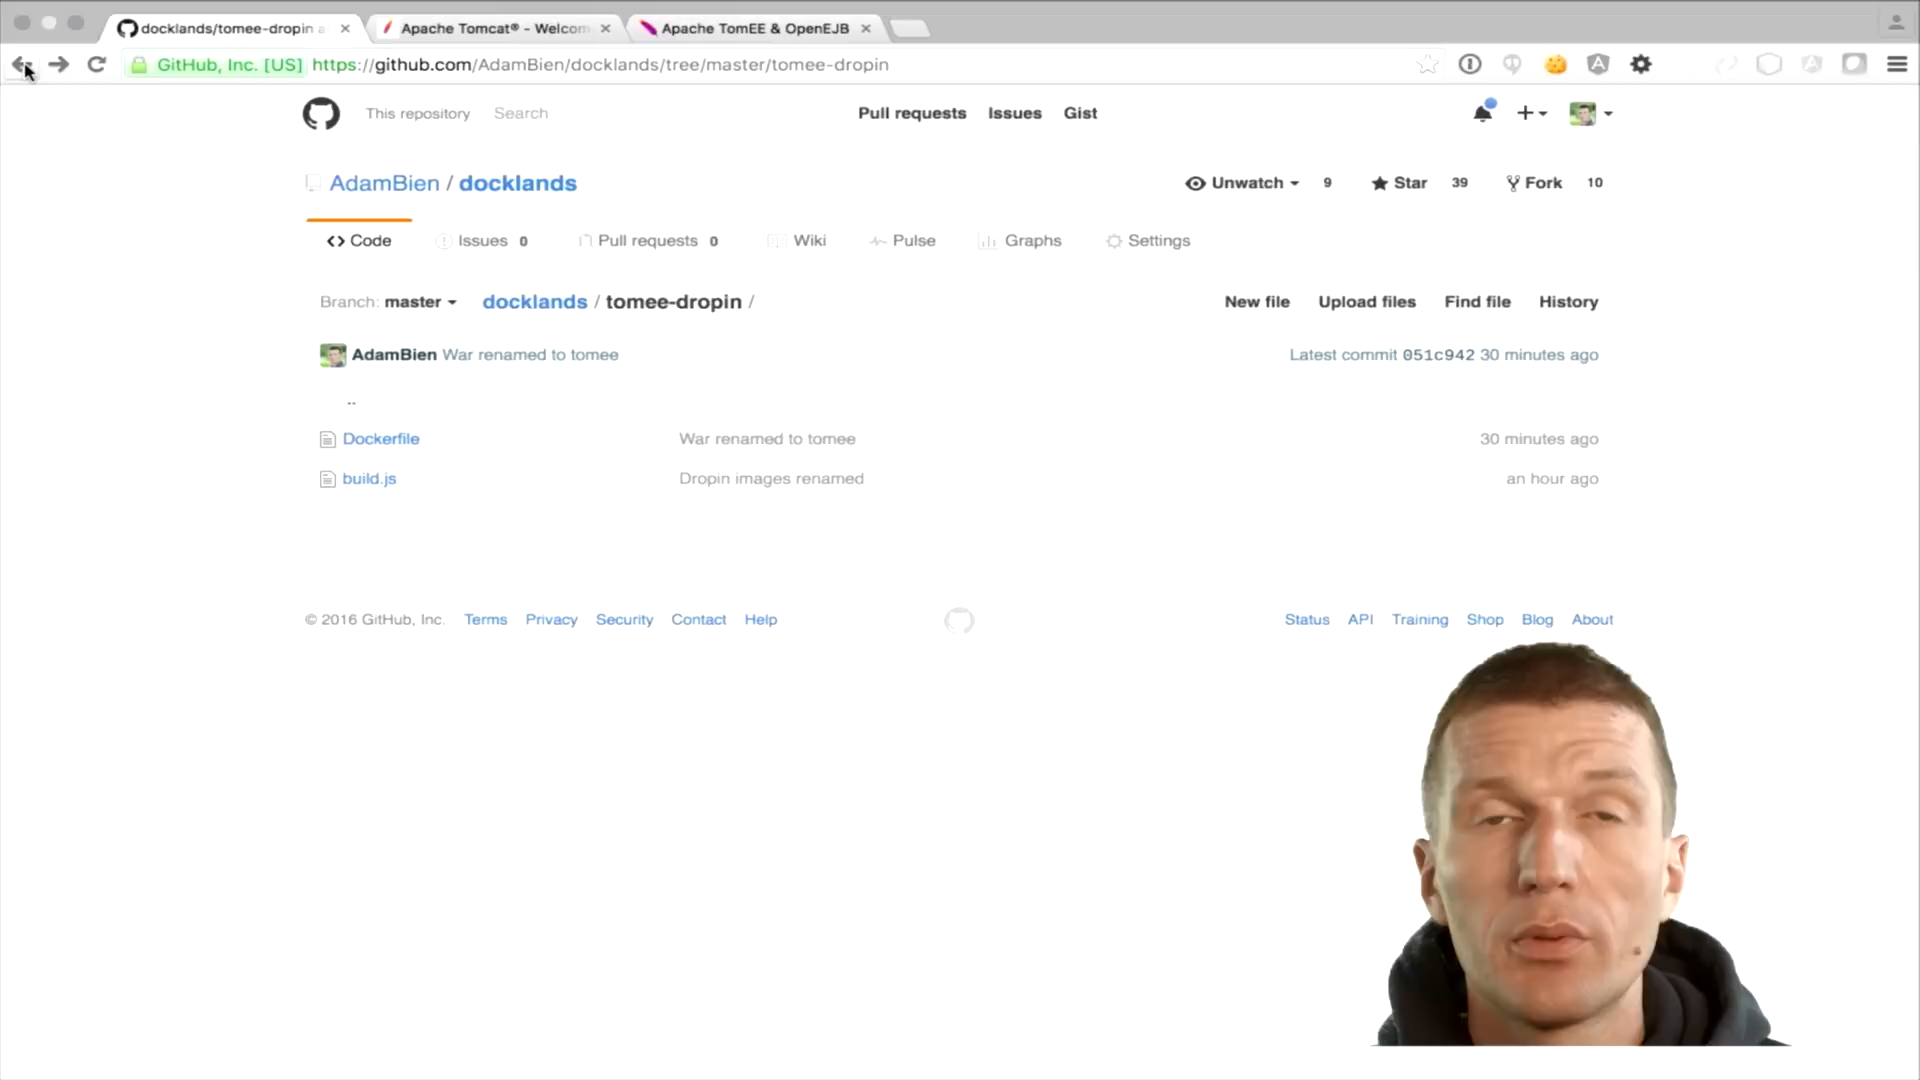 docklands/tomee-dropin a
Apache Tomcat® - Welcom
Apache TomEE & OpenEJB
GitHub, Inc. [US] https://github.com/AdamBien/docklands/tree/master/tomee-dropin
This repository Search Pull requests Issues Gist
AdamBien / docklands Unwatch 9 Star 39 Fork 10
Code Issues 0 Pull requests 0 Wiki Pulse Graphs Settings
Branch: master docklands / tomee-dropin / New file Upload files Find file History
AdamBien War renamed to tomee Latest commit 051c942 30 minutes ago
..
Dockerfile War renamed to tomee 30 minutes ago
build.js Dropin images renamed an hour ago
© 2016 GitHub, Inc. Terms Privacy Security Contact Help Status API Training Shop Blog About